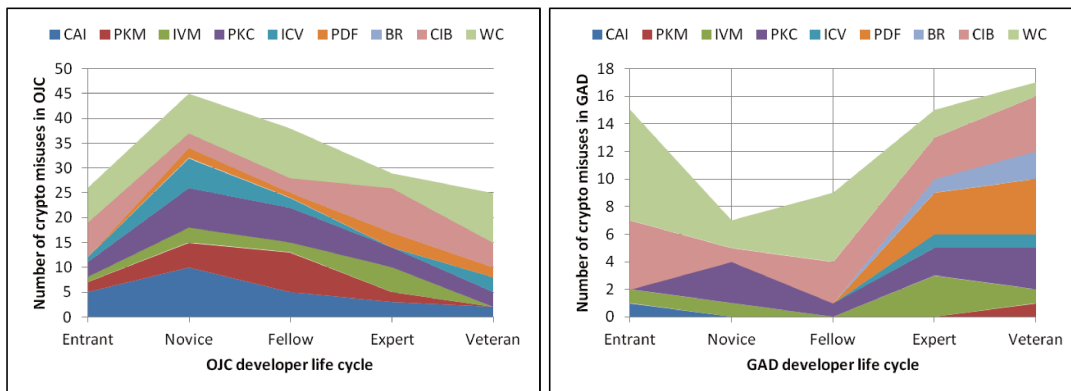 CAI PKM IVM PKC ICV PDF BR CIB WC
Number of crypto misuses in OJC
50
45
40
35
30
25
20
15
10
5
0
Entrant Novice Fellow Expert Veteran
OJC developer life cycle
CAI PKM IVM PKC ICV PDF BR CIB WC
Number of crypto misuses in GAD
18
16
14
12
10
8
6
4
2
0
Entrant Novice Fellow Expert Veteran
GAD developer life cycle